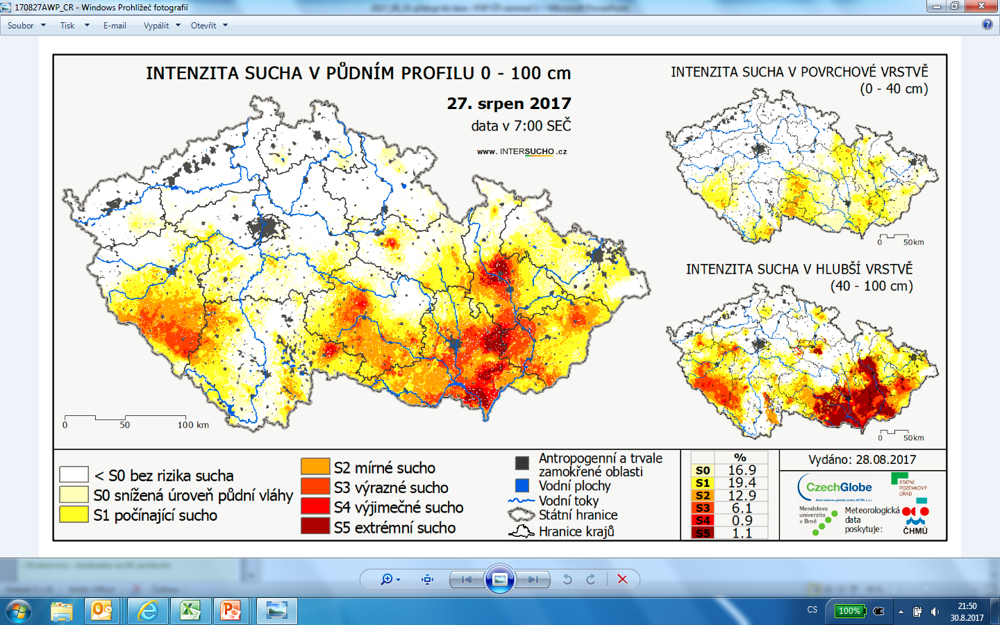 170827AWP_CR - Windows Prohlížeč fotografií
Soubor Tisk E-mail Vypálit Otevřít
INTENZITA SUCHA V PŮDNÍM PROFILU 0 - 100 cm
27. srpen 2017
data v 7:00 SEČ
www. INTERSUCHO .cz
0 50 100 km
INTENZITA SUCHA V POVRCHOVÉ VRSTVĚ
(0 - 40 cm)
0 50km
INTENZITA SUCHA V HLUBŠÍ VRSTVĚ
(40 - 100 cm)
0 50km
< S0 bez rizika sucha
S0 snížená úroveň půdní vláhy
S1 počínající sucho
S2 mírné sucho
S3 výrazné sucho
S4 výjimečné sucho
S5 extrémní sucho
Antropogenní a trvale
zamokřené oblasti
Vodní plochy
Vodní toky
Státní hranice
Hranice krajů
%
S0 16.9
S1 19.4
S2 12.9
S3 6.1
S4 0.9
S5 1.1
Vydáno: 28.08.2017
CzechGlobe
STÁTNÍ
POZEMKOVÝ
ÚŘAD
Mendelova
univerzita
v Brně
Meteorologická
data
poskytuje:
ČHMÚ
CS
100%
21:50
30.8.2017